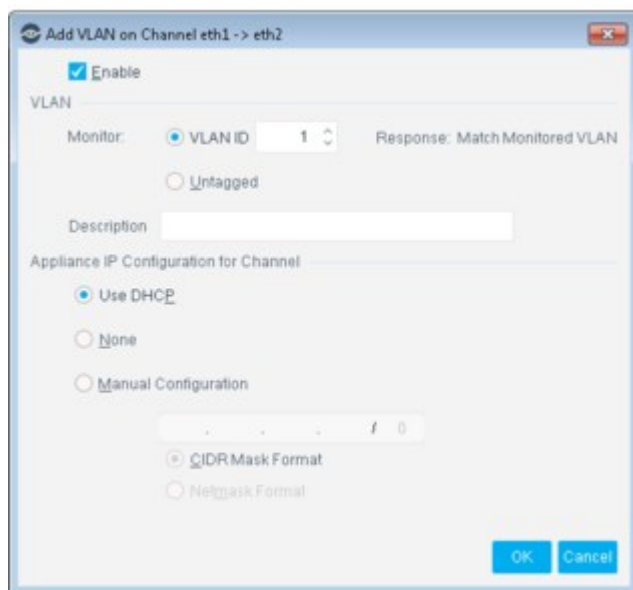 Add VLAN on Channel eth1 -> eth2
Enable
VLAN
Monitor: VLAN ID 1 Response: Match Monitored VLAN
Untagged
Description
Appliance IP Configuration for Channel
Use DHCP
None
Manual Configuration
. . . / 0
CIDR Mask Format
Netmask Format
OK Cancel